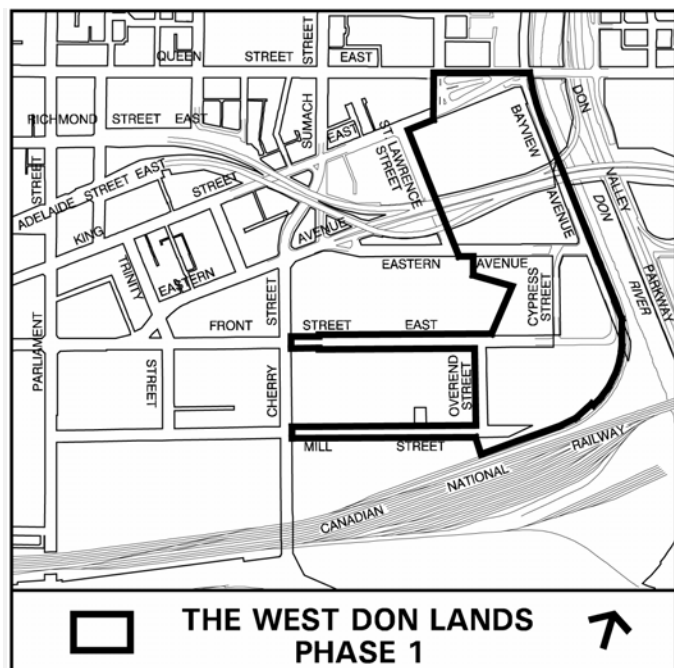 QUEEN STREET EAST
STREET
RICHMOND STREET EAST
SUMACH
EAST
ST LAWRENCE
STREET
BAYVIEW
AVENUE
DON
VALLEY
PARKWAY
DON
RIVER
STREET
PARLIAMENT
ADELAIDE STREET EAST
KING
STREET
TRINITY
STREET
EASTERN
AVENUE
EASTERN AVENUE
CYPRESS
STREET
STREET
CHERRY
FRONT STREET EAST
OVEREND
STREET
MILL STREET
CANADIAN NATIONAL RAILWAY
THE WEST DON LANDS
PHASE 1